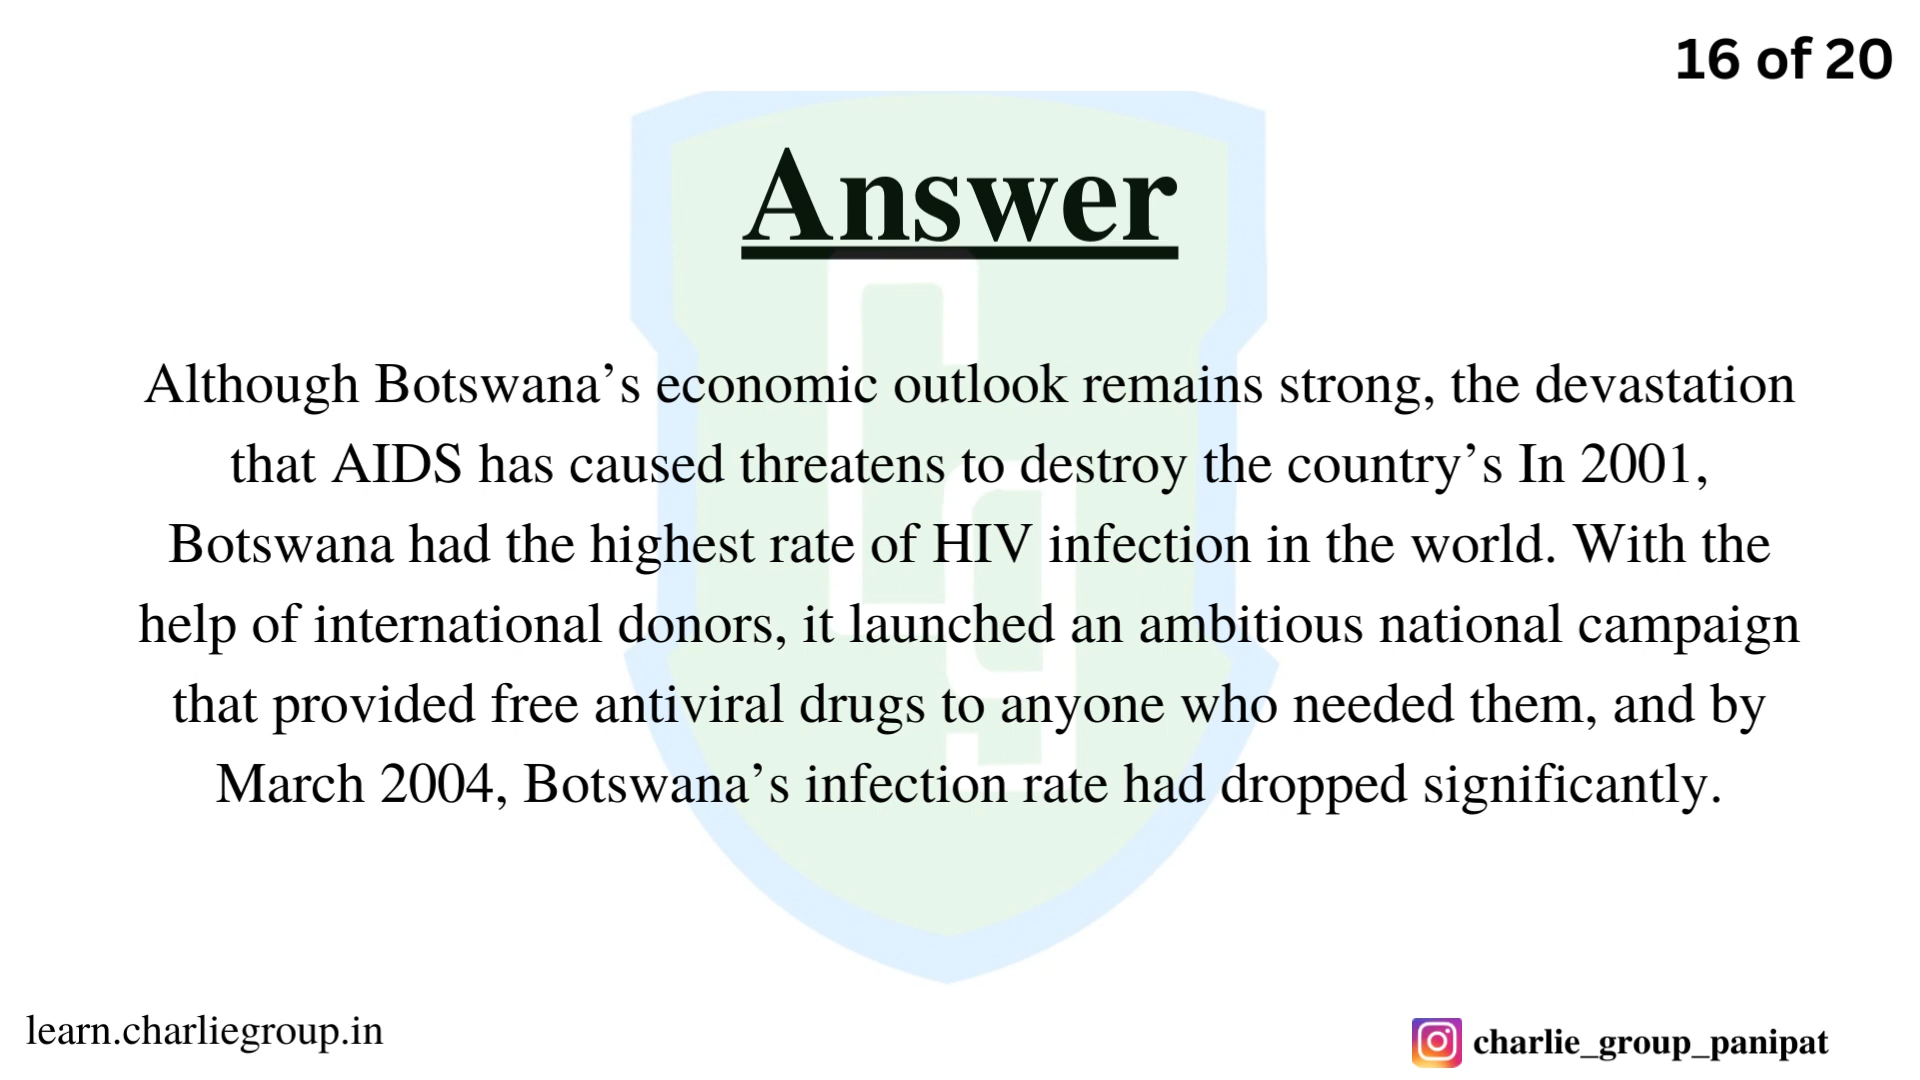 16 of 20
Answer
Although Botswana’s economic outlook remains strong, the devastation
that AIDS has caused threatens to destroy the country’s In 2001,
Botswana had the highest rate of HIV infection in the world. With the
help of international donors, it launched an ambitious national campaign
that provided free antiviral drugs to anyone who needed them, and by
March 2004, Botswana’s infection rate had dropped significantly.
learn.charliegroup.in
charlie_group_panipat